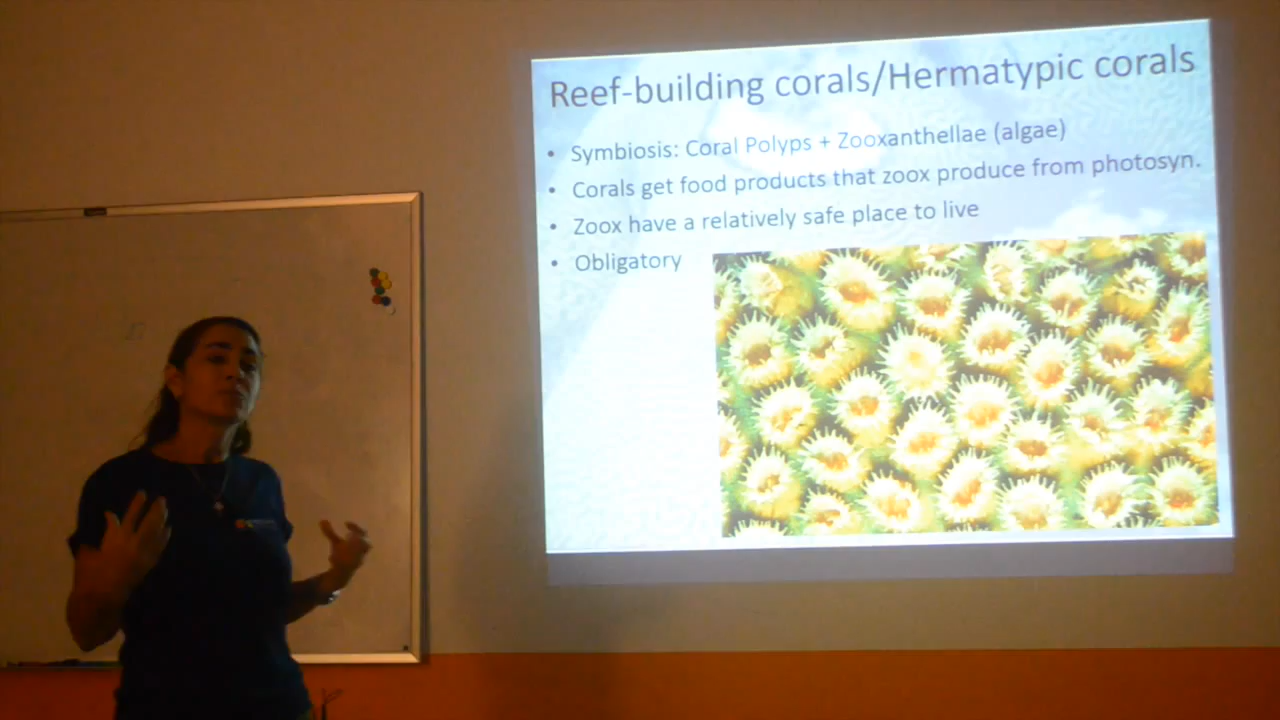 Reef-building corals/Hermatypic corals
• Symbiosis: Coral Polyps + Zooxanthellae (algae)
• Corals get food products that zoox produce from photosyn.
• Zoox have a relatively safe place to live
• Obligatory